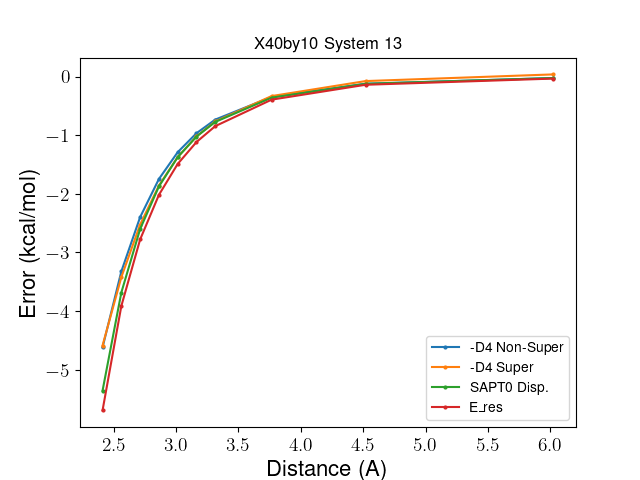 X40by10 System 13
Error (kcal/mol)
0
−1
−2
−3
−4
−5
-D4 Non-Super
-D4 Super
SAPT0 Disp.
E_res
2.5 3.0 3.5 4.0 4.5 5.0 5.5 6.0
Distance (A)